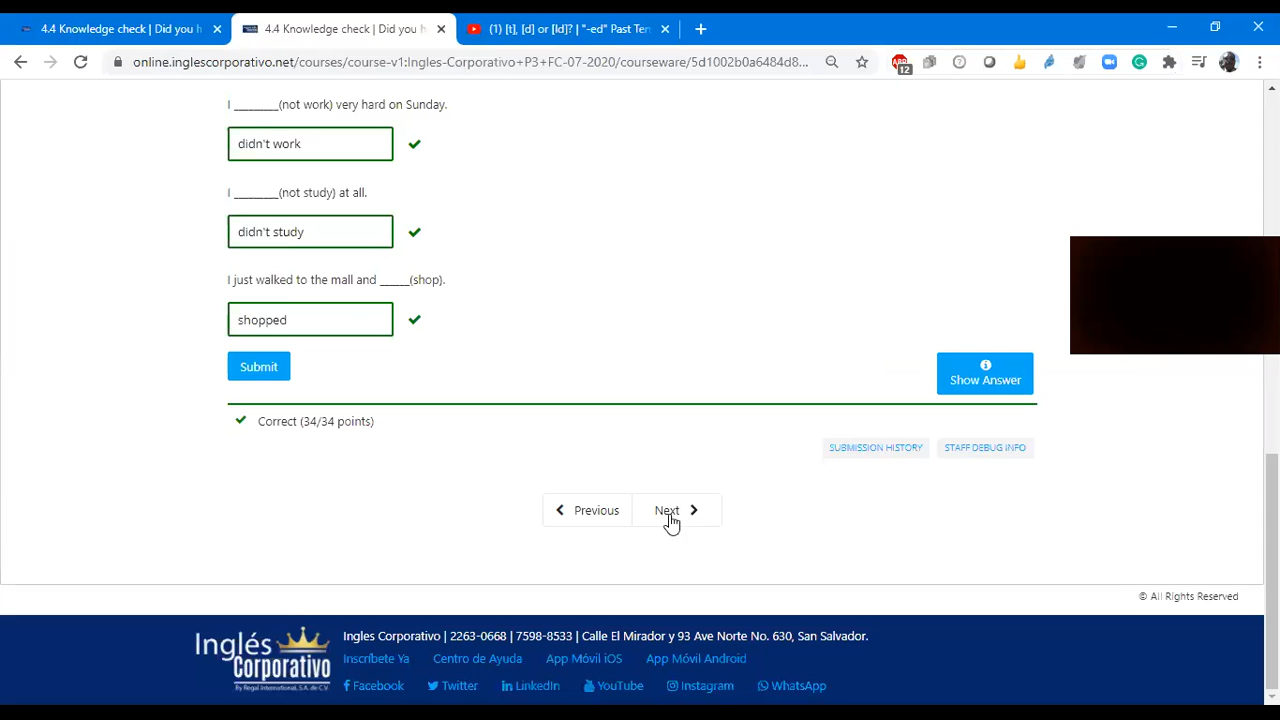 4.4 Knowledge check | Did you h
4.4 Knowledge check | Did you h
(1) [t], [d] or [Id]? | "-ed" Past Ten
online.inglescorporativo.net/courses/course-v1:Ingles-Corporativo+P3+FC-07-2020/courseware/5d1002b0a6484d8...
12
I ________(not work) very hard on Sunday.
didn't work
I ________(not study) at all.
didn't study
I just walked to the mall and _____(shop).
shopped
Submit
Show Answer
Correct (34/34 points)
SUBMISSION HISTORY
STAFF DEBUG INFO
Previous
Next
© All Rights Reserved
Inglés
Corporativo
By Regal International, S.A. de C.V.
Ingles Corporativo | 2263-0668 | 7598-8533 | Calle El Mirador y 93 Ave Norte No. 630, San Salvador.
Inscríbete Ya Centro de Ayuda App Móvil iOS App Móvil Android
Facebook Twitter LinkedIn YouTube Instagram WhatsApp